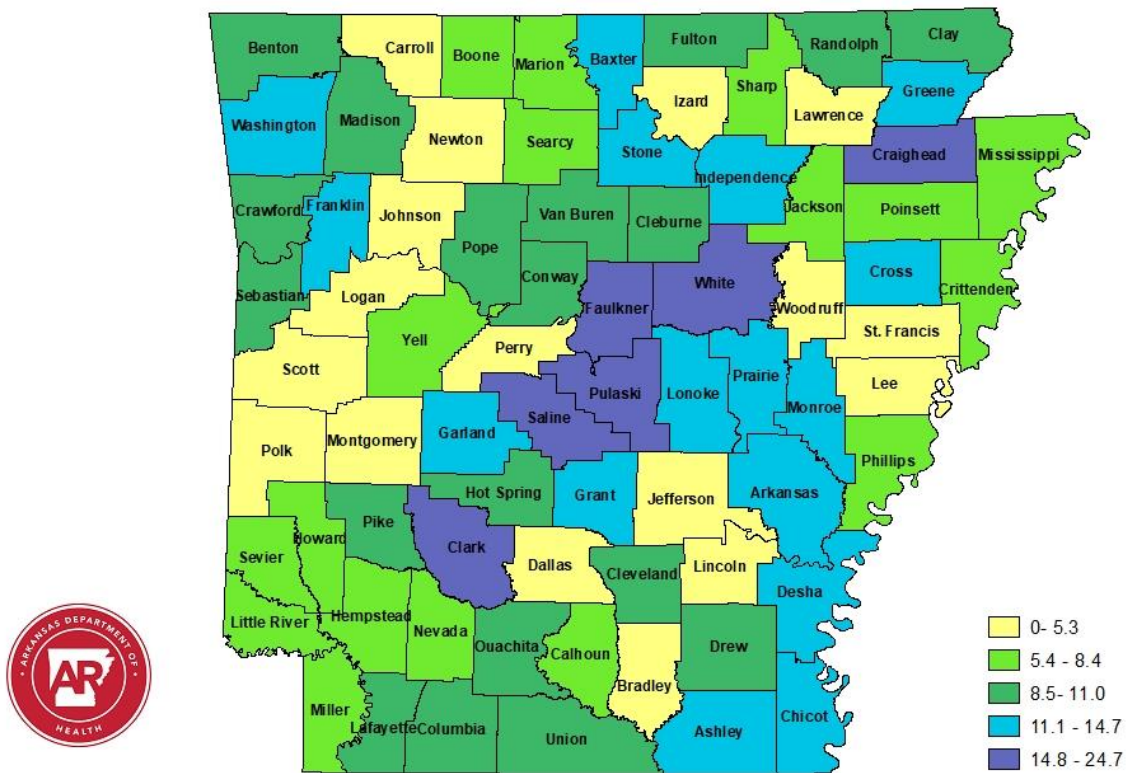 Benton
Carroll
Boone
Marion
Baxter
Fulton
Randolph
Clay
Izard
Sharp
Lawrence
Greene
Washington
Madison
Newton
Searcy
Stone
Independence
Craighead
Mississippi
Crawford
Franklin
Johnson
Pope
Van Buren
Cleburne
Jackson
Poinsett
Sebastian
Logan
Conway
Faulkner
White
Woodruff
Cross
Crittenden
Yell
Perry
St. Francis
Scott
Pulaski
Lonoke
Prairie
Lee
Saline
Monroe
Polk
Montgomery
Garland
Phillips
Hot Spring
Grant
Jefferson
Arkansas
Pike
Howard
Clark
Sevier
Dallas
Cleveland
Lincoln
Desha
Little River
Hempstead
Nevada
Ouachita
Calhoun
Drew
Bradley
Miller
Lafayette
Columbia
Union
Ashley
Chicot
ARKANSAS DEPARTMENT OF
AR
HEALTH
0- 5.3
5.4 - 8.4
8.5- 11.0
11.1 - 14.7
14.8 - 24.7